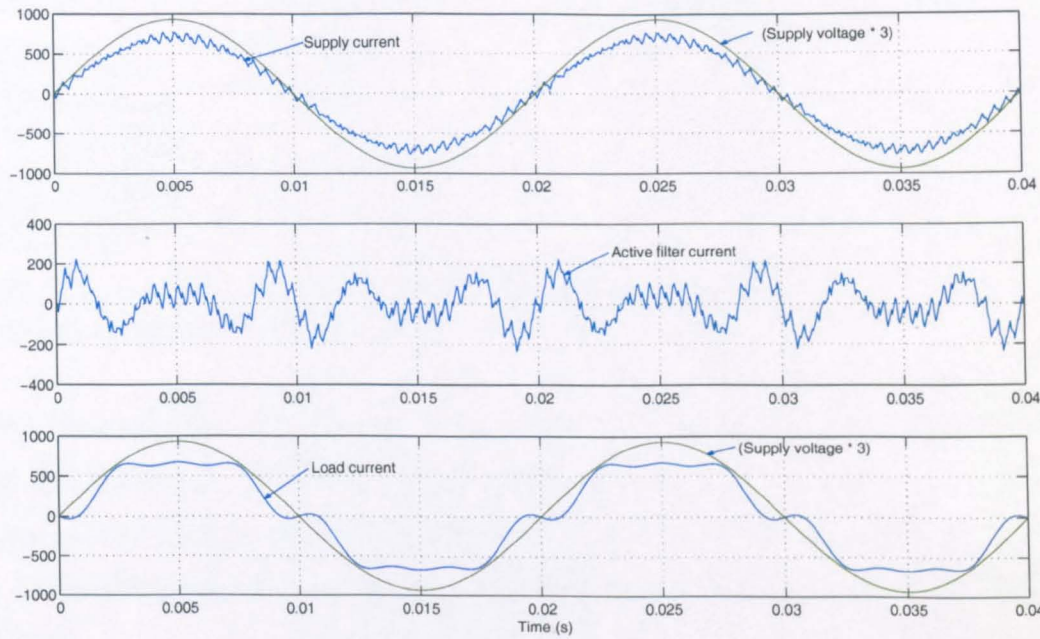 1000
500
0
−500
−1000
Supply current
(Supply voltage * 3)
0 0.005 0.01 0.015 0.02 0.025 0.03 0.035 0.04
400
200
0
−200
−400
Active filter current
0 0.005 0.01 0.015 0.02 0.025 0.03 0.035 0.04
1000
500
0
−500
−1000
Load current
(Supply voltage * 3)
0 0.005 0.01 0.015 0.02 0.025 0.03 0.035 0.04
Time (s)